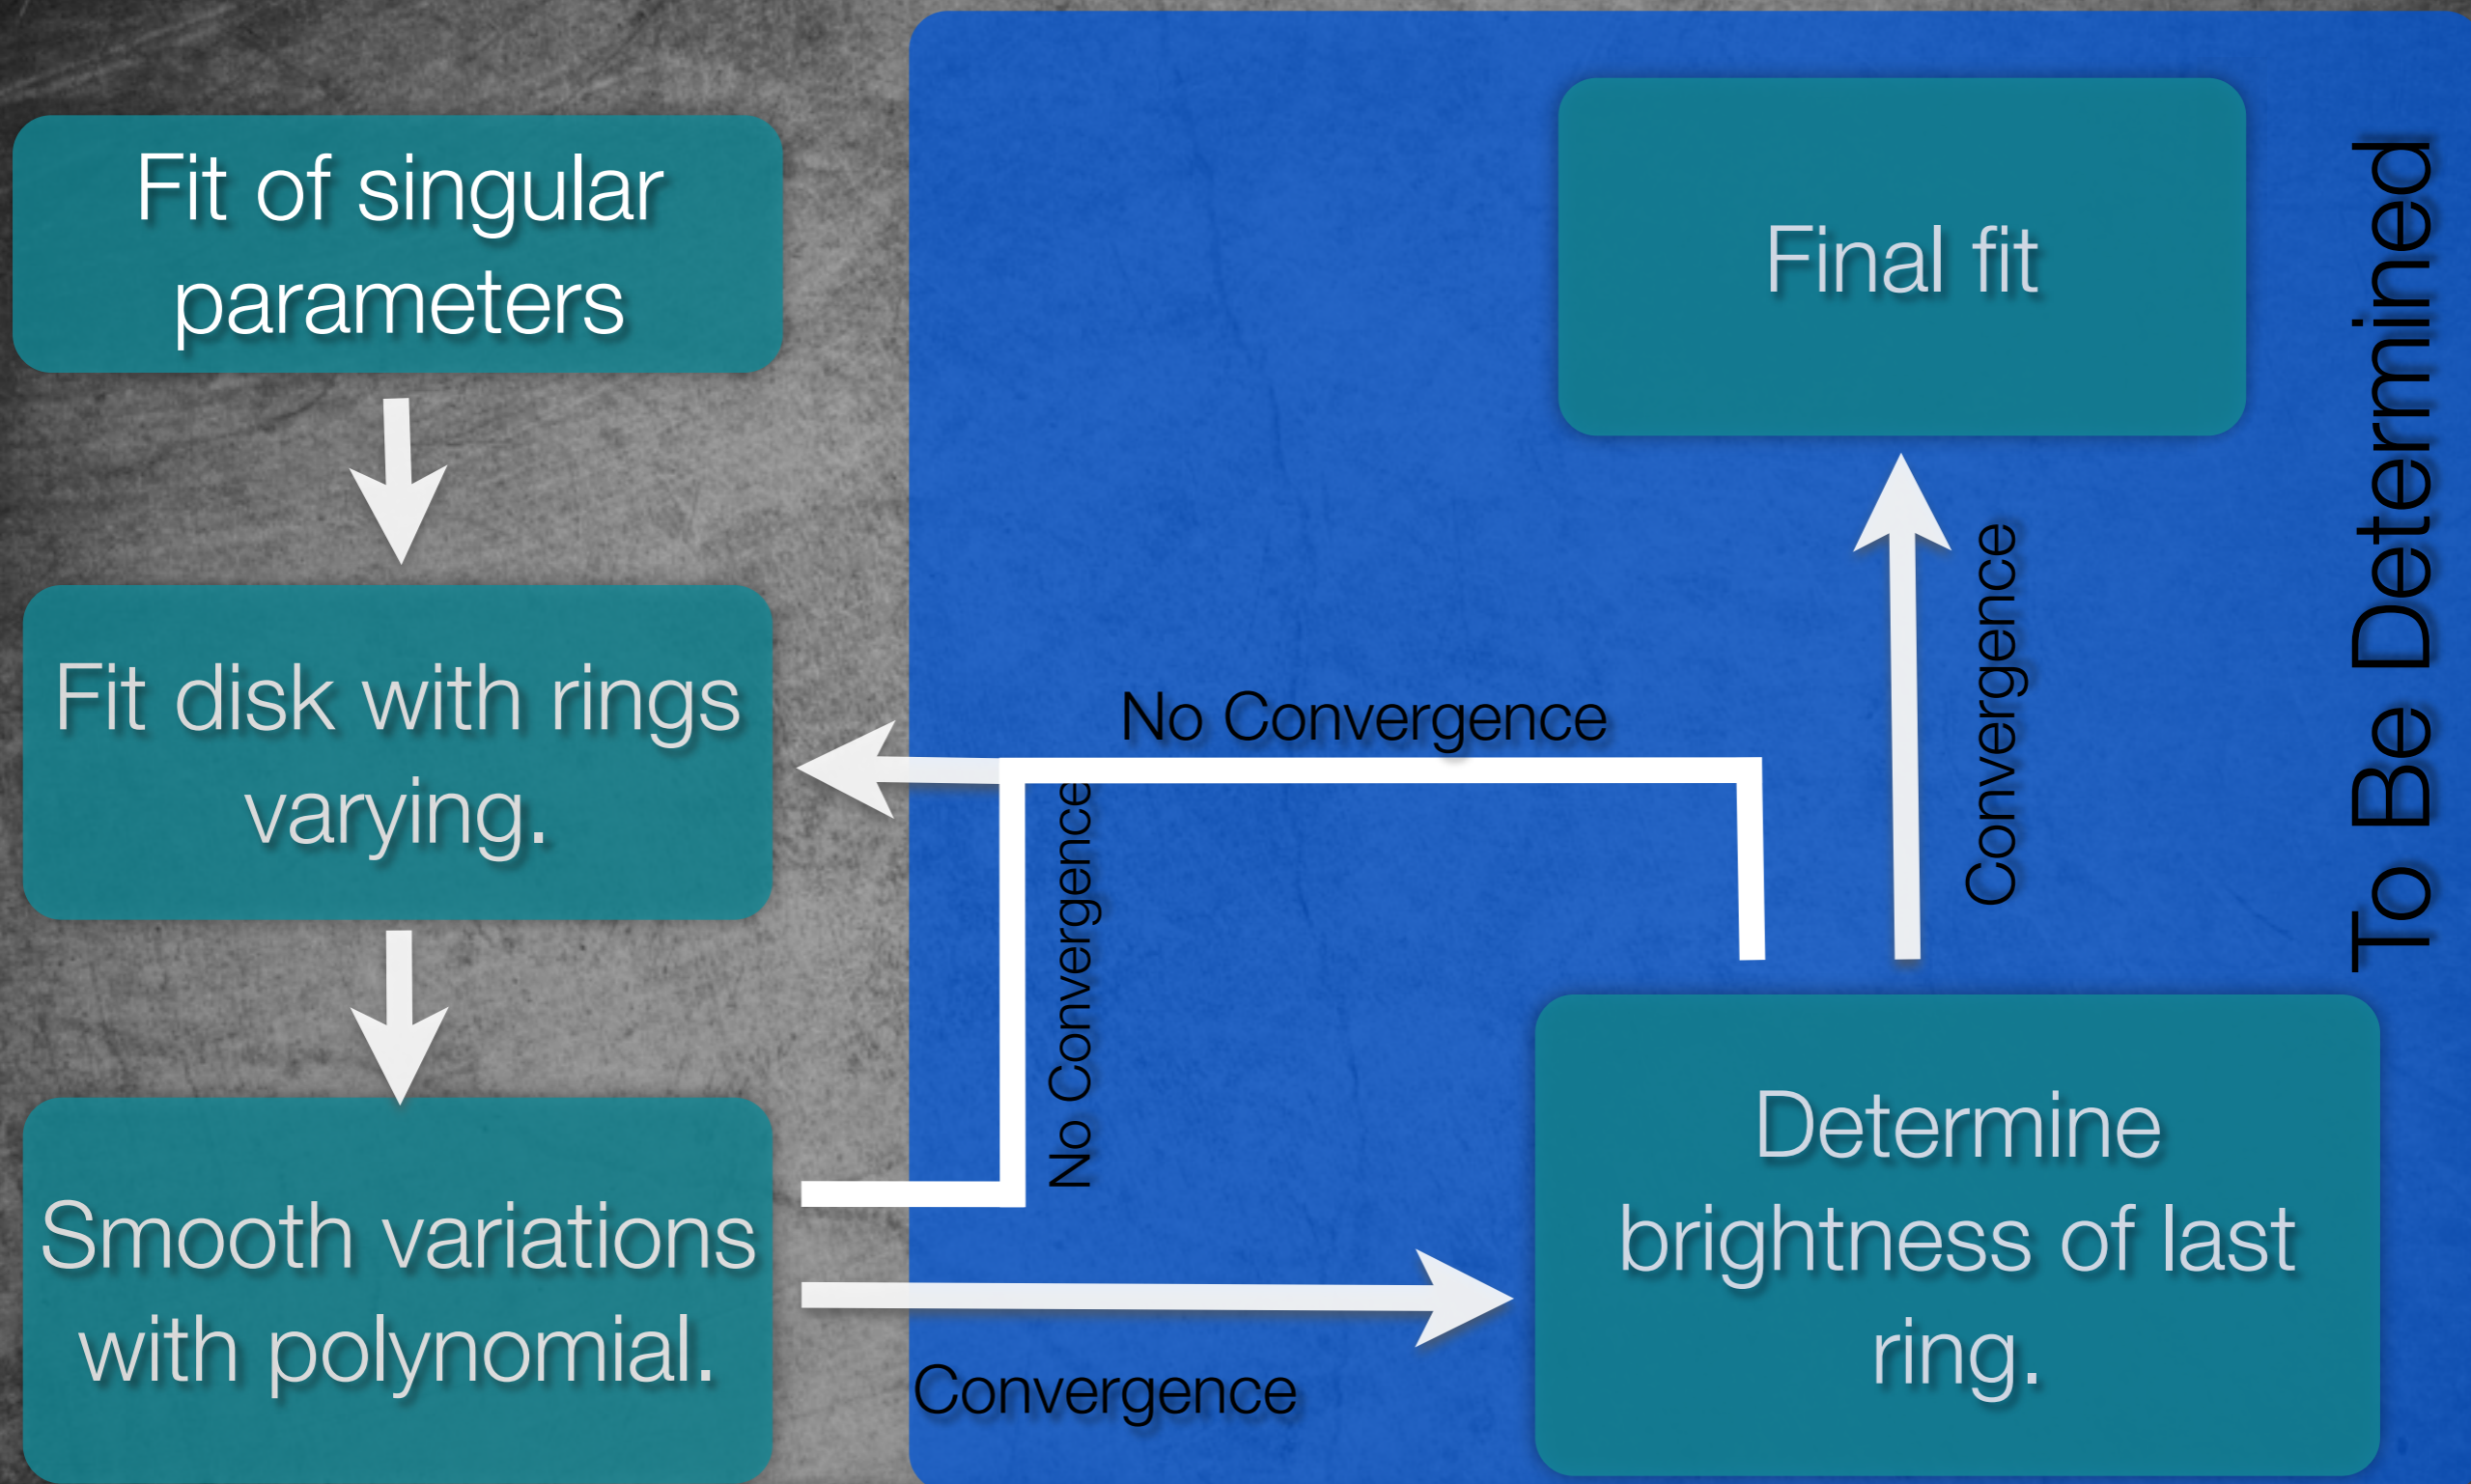 Fit of singular
parameters
Fit disk with rings
varying.
Smooth variations
with polynomial.
No Convergence
No Convergence
Convergence
Determine
brightness of last
ring.
Convergence
Final fit
To Be Determined